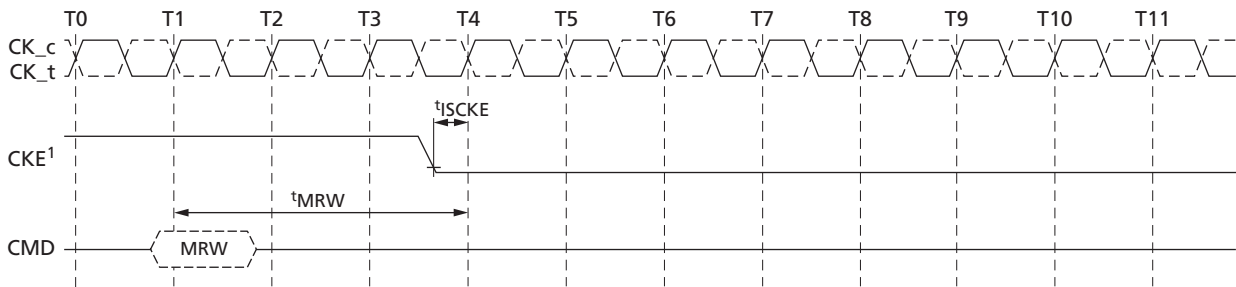 T0 T1 T2 T3 T4 T5 T6 T7 T8 T9 T10 T11
CK_c
CK_t
tISCKE
CKE1
tMRW
CMD MRW